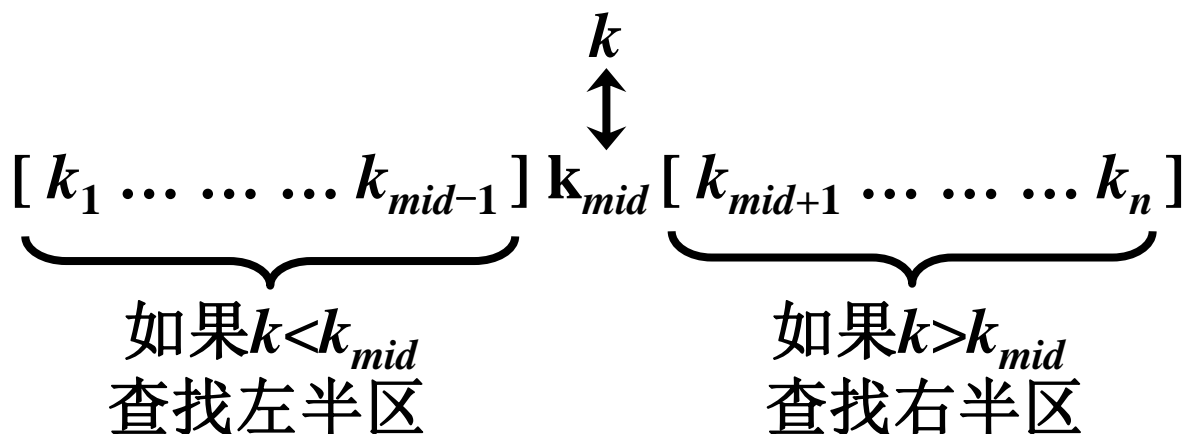 k
[ k₁ … … … kₘᵢd₋₁ ] kₘᵢd [ kₘᵢd₊₁ … … … kₙ ]
如果k<kₘᵢd 如果k>kₘᵢd
查找左半区 查找右半区